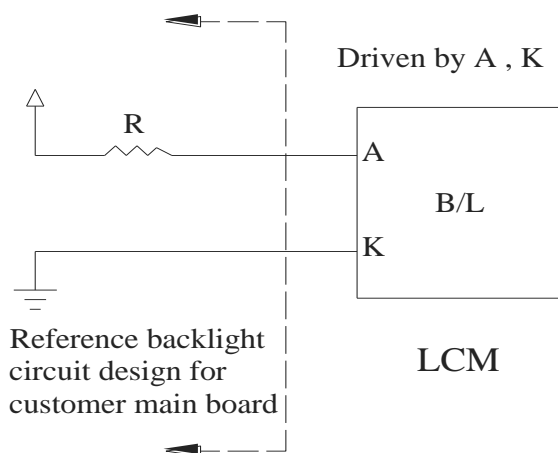 Driven by A , K
R
A
B/L
K
Reference backlight
circuit design for
customer main board
LCM